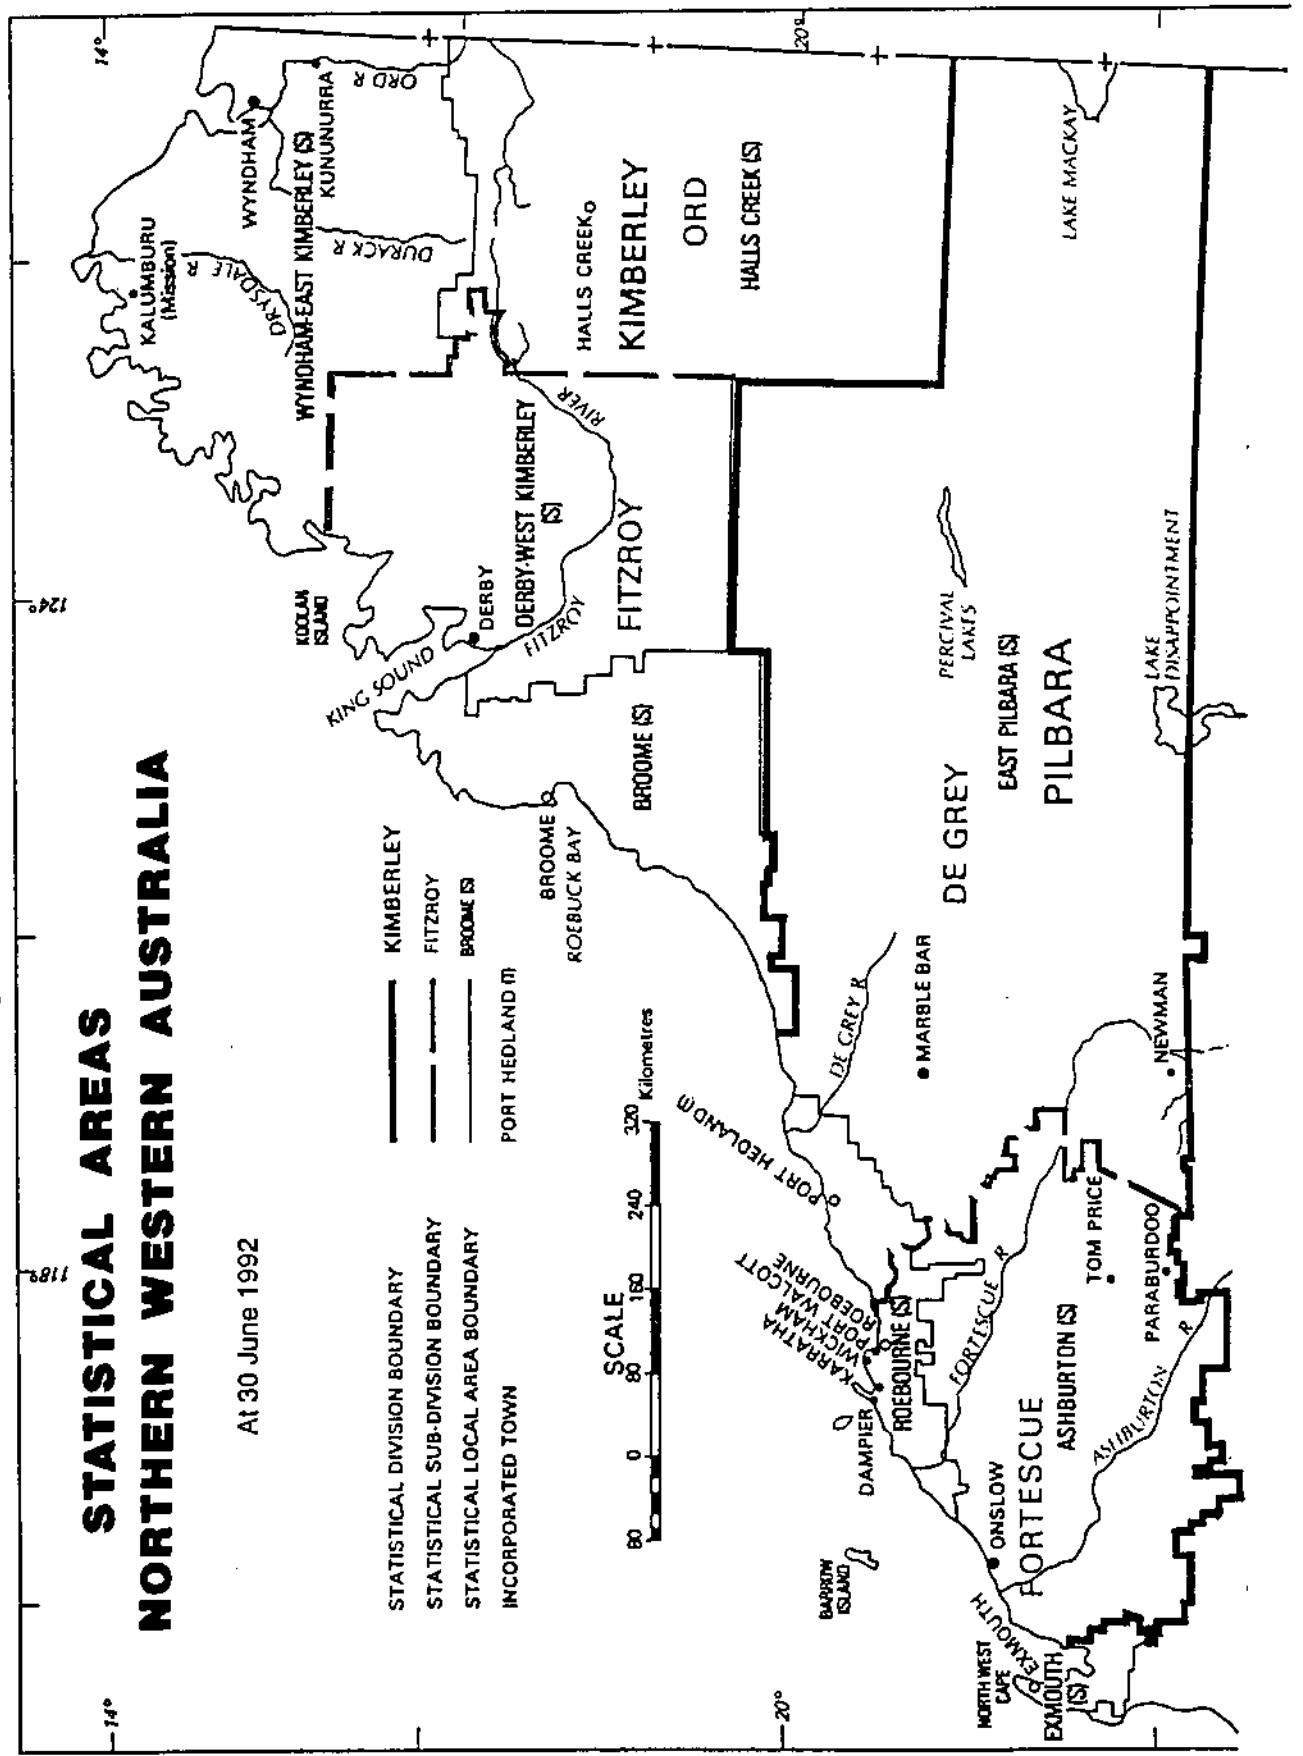 STATISTICAL AREAS
NORTHERN WESTERN AUSTRALIA
At 30 June 1992
STATISTICAL DIVISION BOUNDARY KIMBERLEY
STATISTICAL SUB-DIVISION BOUNDARY FITZROY
STATISTICAL LOCAL AREA BOUNDARY BROOME (S)
INCORPORATED TOWN PORT HEDLAND (T)
SCALE
80 0 80 160 240 320
Kilometres
14°
20°
118°
124°
14°
20°
KALUMBURU
(Mission)
DRYSDALE R
WYNDHAM
WYNDHAM-EAST KIMBERLEY (S)
KUNUNURRA
ORD R
DURACK R
KOOLAN
ISLAND
KING SOUND
DERBY
DERBY-WEST KIMBERLEY
(S)
FITZROY
RIVER
FITZROY
HALLS CREEK
KIMBERLEY
ORD
HALLS CREEK (S)
BROOME
ROEBUCK BAY
BROOME (S)
LAKE MACKAY
PERCIVAL
LAKES
DE GREY
EAST PILBARA (S)
PILBARA
LAKE
DISAPPOINTMENT
DE GREY R
MARBLE BAR
NEWMAN
PORT HEDLAND (T)
PORT WALCOTT
ROEBOURNE
WICKHAM
KARRATHA
DAMPIER
ROEBOURNE (S)
FORTESCUE R
TOM PRICE
PARABURDOO
ASHBURTON (S)
ASHBURTON R
FORTESCUE
ONSLOW
BARROW
ISLAND
EXMOUTH
NORTH WEST
CAPE
EXMOUTH
(S)